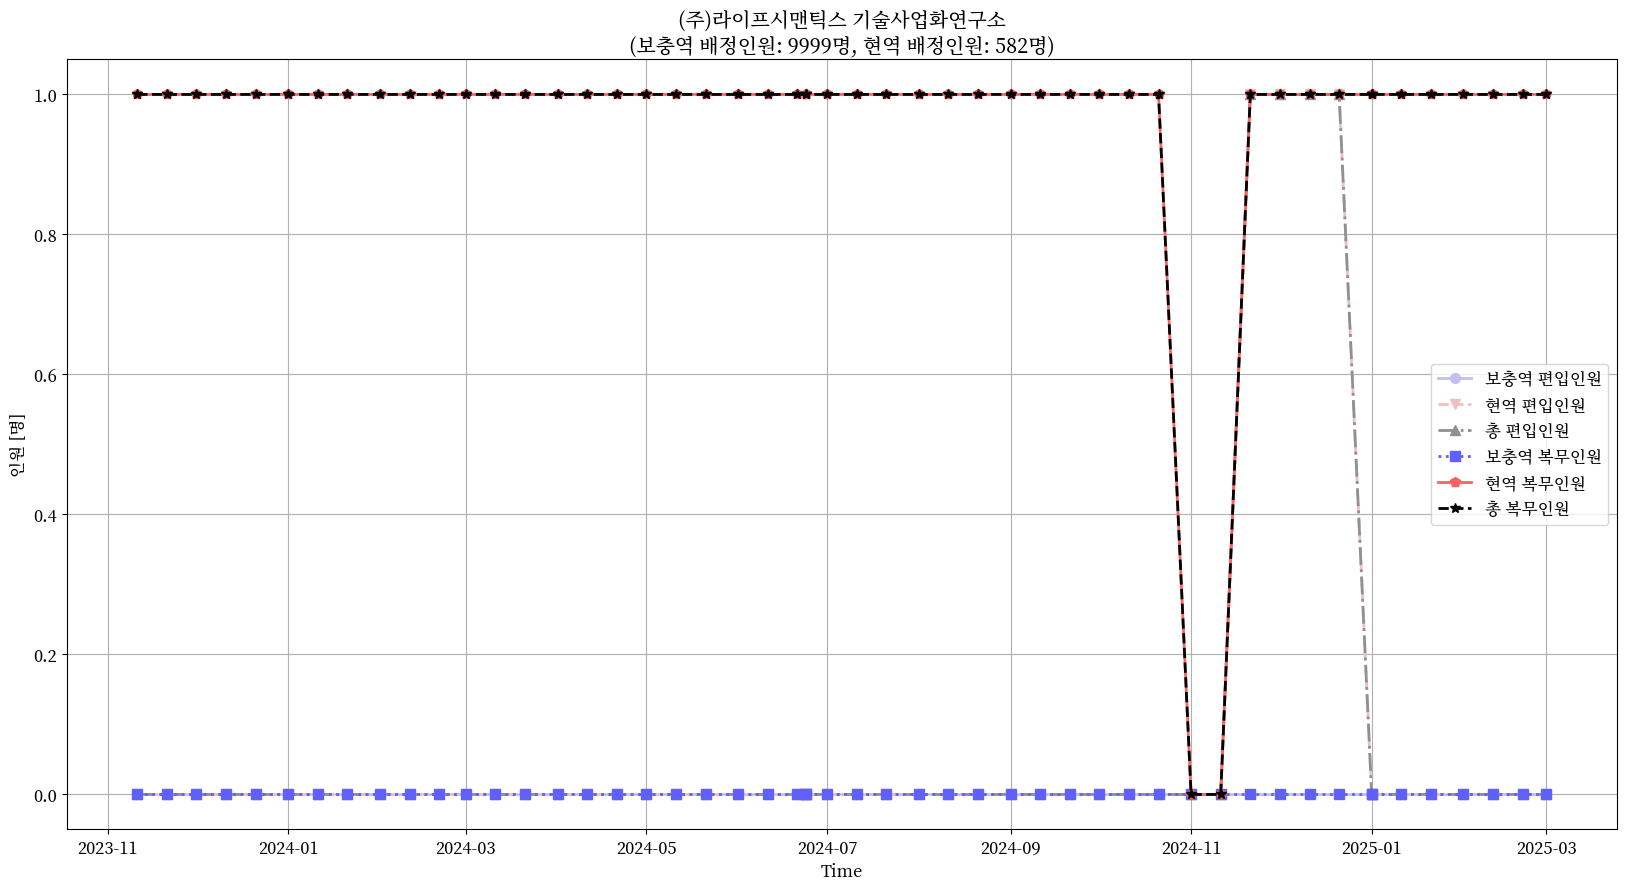 (주)라이프시맨틱스 기술사업화연구소
(보충역 배정인원: 9999명, 현역 배정인원: 582명)
1.0
0.8
0.6
0.4
0.2
0.0
인원 [명]
보충역 편입인원
현역 편입인원
총 편입인원
보충역 복무인원
현역 복무인원
총 복무인원
2023-11
2024-01
2024-03
2024-05
2024-07
2024-09
2024-11
2025-01
2025-03
Time